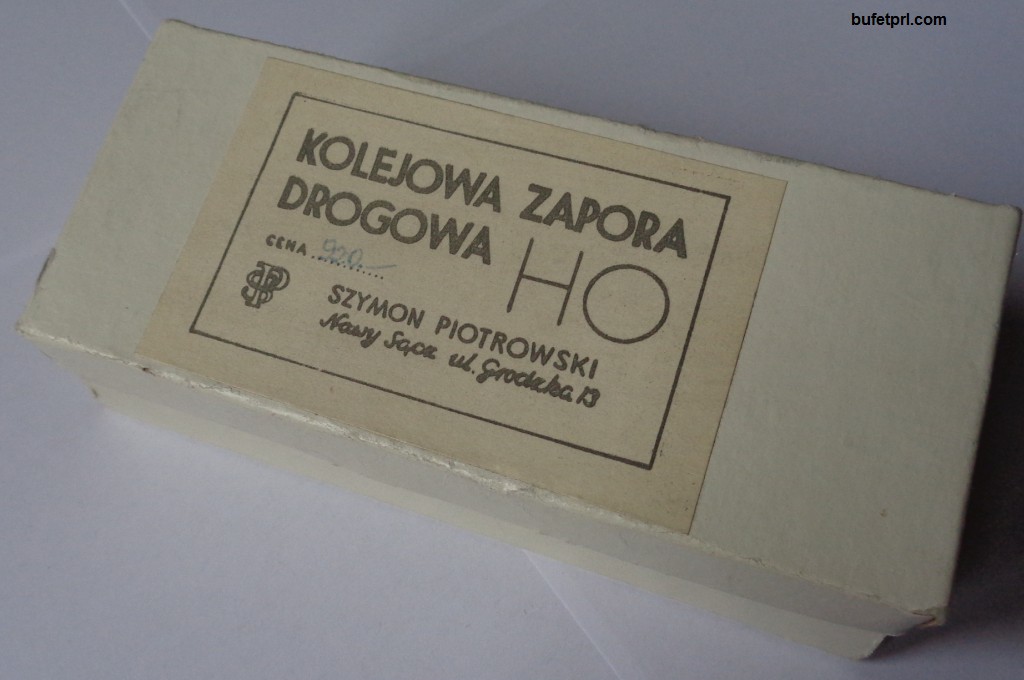 bufetprl.com
KOLEJOWA ZAPORA
DROGOWA HO
CENA 920
SZYMON PIOTROWSKI
Nowy Sącz ul. Grodzka 13